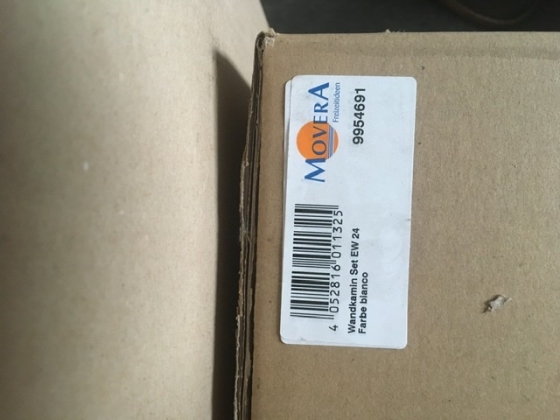 MOVERA
Freizeitideen
9954691
4 052816 011325
Wandkamin Set EW 24
Farbe bianco